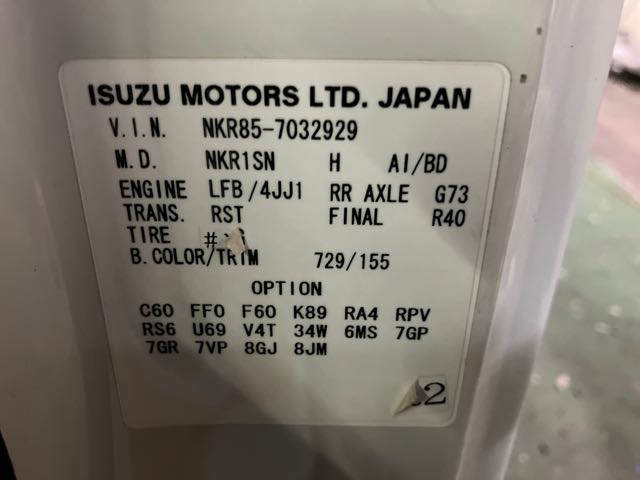 ISUZU MOTORS LTD. JAPAN
V.I.N. NKR85-7032929
M.D. NKR1SN H AI/BD
ENGINE LFB/4JJ1 RR AXLE G73
TRANS. RST FINAL R40
TIRE #
B.COLOR/TRIM 729/155
OPTION
C60 FF0 F60 K89 RA4 RPV
RS6 U69 V4T 34W 6MS 7GP
7GR 7VP 8GJ 8JM
2